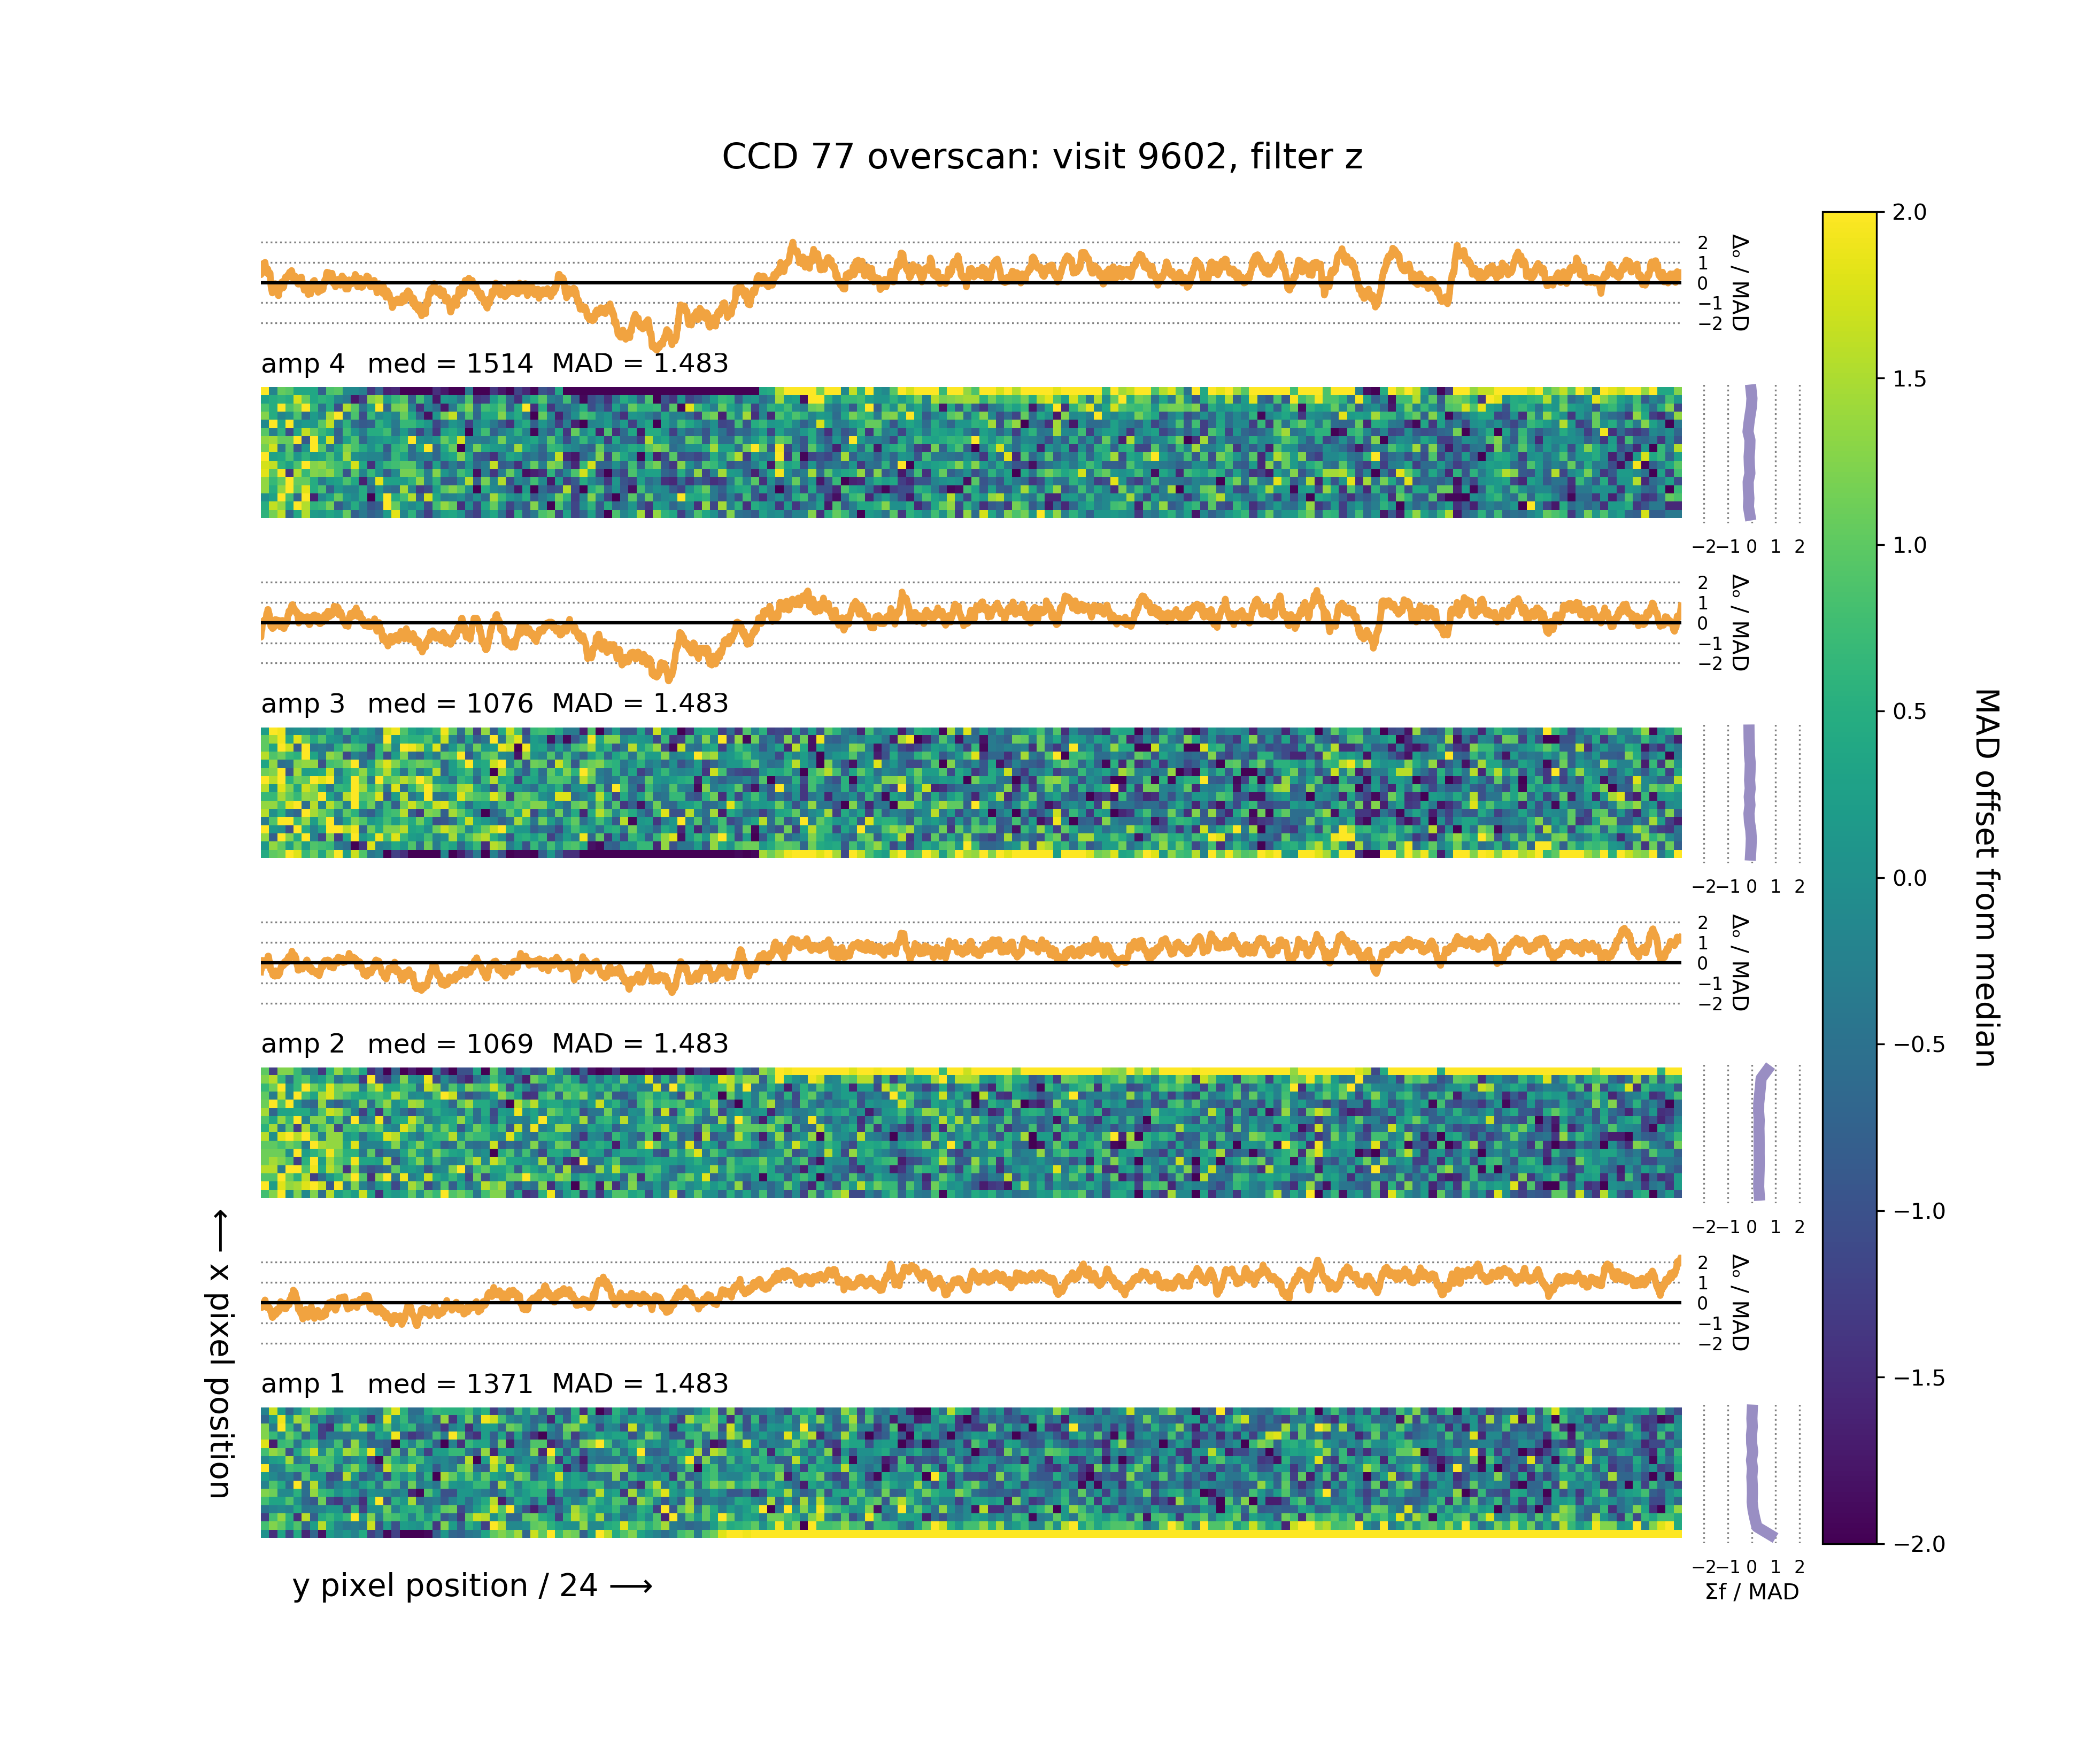 CCD 77 overscan: visit 9602, filter z
2
1
0
−1
−2
Δₒ / MAD
amp 4 med = 1514 MAD = 1.483
−2 −1 0 1 2
2
1
0
−1
−2
Δₒ / MAD
amp 3 med = 1076 MAD = 1.483
−2 −1 0 1 2
2
1
0
−1
−2
Δₒ / MAD
amp 2 med = 1069 MAD = 1.483
−2 −1 0 1 2
2
1
0
−1
−2
Δₒ / MAD
amp 1 med = 1371 MAD = 1.483
−2 −1 0 1 2
Σf / MAD
⟵ x pixel position
y pixel position / 24 ⟶
2.0
1.5
1.0
0.5
0.0
−0.5
−1.0
−1.5
−2.0
MAD offset from median